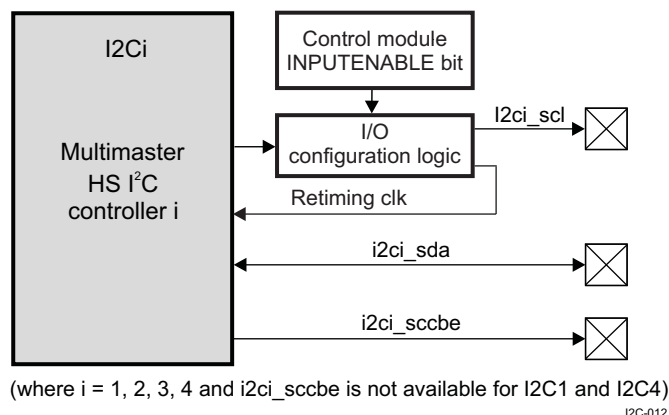 I2Ci
Multimaster
HS I²C
controller i
Control module
INPUTENABLE bit
I/O
configuration logic
Retiming clk
I2ci_scl
i2ci_sda
i2ci_sccbe
(where i = 1, 2, 3, 4 and i2ci_sccbe is not available for I2C1 and I2C4)
I2C-012